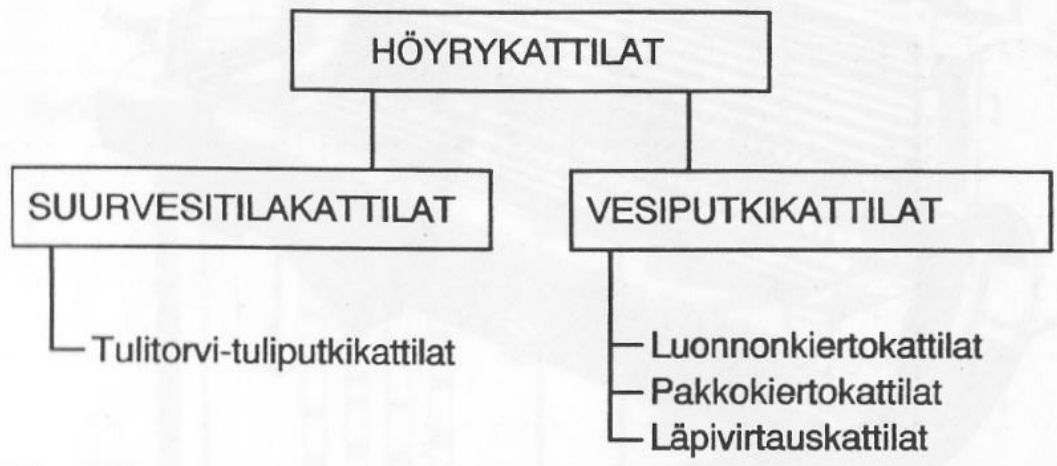 HÖYRYKATTILAT
SUURVESITILAKATTILAT
VESIPUTKIKATTILAT
Tulitorvi-tuliputkikattilat
Luonnonkiertokattilat
Pakkokiertokattilat
Läpivirtauskattilat